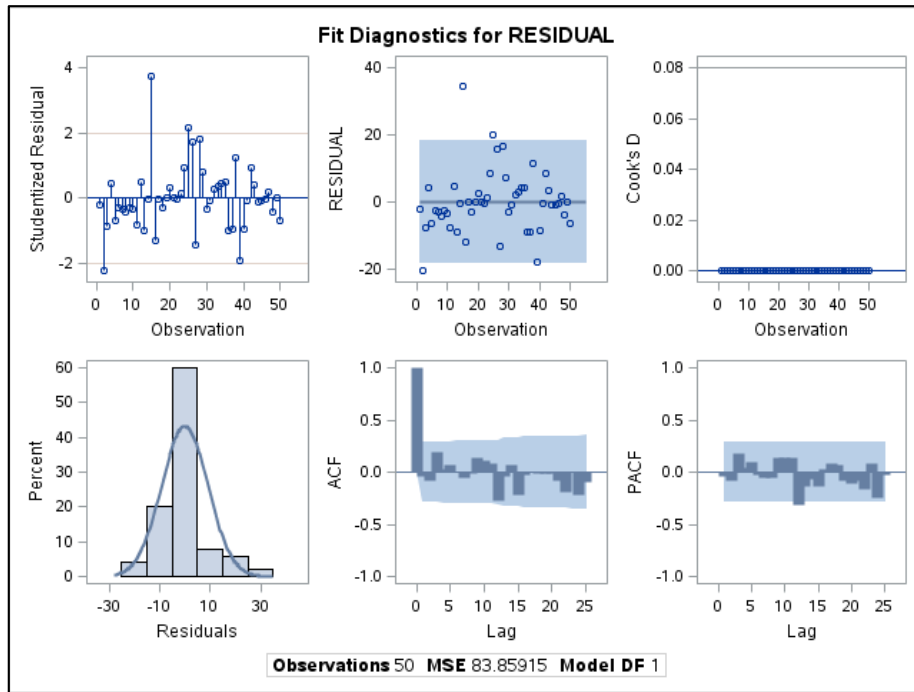 Fit Diagnostics for RESIDUAL
Studentized Residual
4
2
0
-2
0 10 20 30 40 50
Observation
RESIDUAL
40
20
0
-20
0 10 20 30 40 50
Observation
Cook's D
0.08
0.06
0.04
0.02
0.00
0 10 20 30 40 50
Observation
Percent
60
50
40
30
20
10
0
-30 -10 10 30
Residuals
ACF
1.0
0.5
0.0
-0.5
-1.0
0 5 10 15 20 25
Lag
PACF
1.0
0.5
0.0
-0.5
-1.0
0 5 10 15 20 25
Lag
Observations 50 MSE 83.85915 Model DF 1